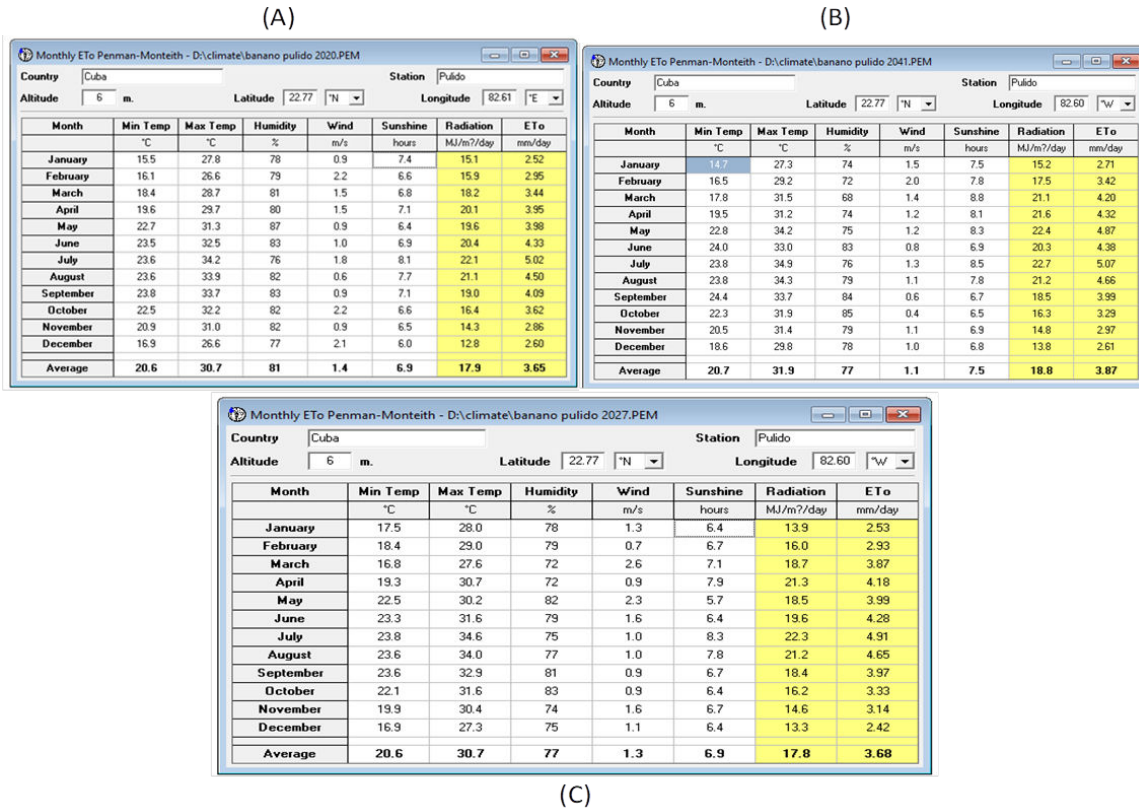 (A)
Monthly ETo Penman-Monteith - D:\climate\banano pulido 2020.PEM
Country Cuba Station Pulido
Altitude 6 m. Latitude 22.77 °N Longitude 82.61 °E
Month Min Temp Max Temp Humidity Wind Sunshine Radiation ETo
°C °C % m/s hours MJ/m?/day mm/day
January 15.5 27.8 78 0.9 7.4 15.1 2.52
February 16.1 26.6 79 2.2 6.6 15.9 2.95
March 18.4 28.7 81 1.5 6.8 18.2 3.44
April 19.6 29.7 80 1.5 7.1 20.1 3.95
May 22.7 31.3 87 0.9 6.4 19.6 3.98
June 23.5 32.5 83 1.0 6.9 20.4 4.33
July 23.6 34.2 76 1.8 8.1 22.1 5.02
August 23.6 33.9 82 0.6 7.7 21.1 4.50
September 23.8 33.7 83 0.9 7.1 19.0 4.09
October 22.5 32.2 82 2.2 6.6 16.4 3.62
November 20.9 31.0 82 0.9 6.5 14.3 2.86
December 16.9 26.6 77 2.1 6.0 12.8 2.60
Average 20.6 30.7 81 1.4 6.9 17.9 3.65
(B)
Monthly ETo Penman-Monteith - D:\climate\banano pulido 2041.PEM
Country Cuba Station Pulido
Altitude 6 m. Latitude 22.77 °N Longitude 82.60 °W
Month Min Temp Max Temp Humidity Wind Sunshine Radiation ETo
°C °C % m/s hours MJ/m?/day mm/day
January 14.7 27.3 74 1.5 7.5 15.2 2.71
February 16.5 29.2 72 2.0 7.8 17.5 3.42
March 17.8 31.5 68 1.4 8.8 21.1 4.20
April 19.5 31.2 74 1.2 8.1 21.6 4.32
May 22.8 34.2 75 1.2 8.3 22.4 4.87
June 24.0 33.0 83 0.8 6.9 20.3 4.38
July 23.8 34.9 76 1.3 8.5 22.7 5.07
August 23.8 34.3 79 1.1 7.8 21.2 4.66
September 24.4 33.7 84 0.6 6.7 18.5 3.99
October 22.3 31.9 85 0.4 6.5 16.3 3.29
November 20.5 31.4 79 1.1 6.9 14.8 2.97
December 18.6 29.8 78 1.0 6.8 13.8 2.61
Average 20.7 31.9 77 1.1 7.5 18.8 3.87
Monthly ETo Penman-Monteith - D:\climate\banano pulido 2027.PEM
Country Cuba Station Pulido
Altitude 6 m. Latitude 22.77 °N Longitude 82.60 °W
Month Min Temp Max Temp Humidity Wind Sunshine Radiation ETo
°C °C % m/s hours MJ/m?/day mm/day
January 17.5 28.0 78 1.3 6.4 13.9 2.53
February 18.4 29.0 79 0.7 6.7 16.0 2.93
March 16.8 27.6 72 2.6 7.1 18.7 3.87
April 19.3 30.7 72 0.9 7.9 21.3 4.18
May 22.5 30.2 82 2.3 5.7 18.5 3.99
June 23.3 31.6 79 1.6 6.4 19.6 4.28
July 23.8 34.6 75 1.0 8.3 22.3 4.91
August 23.6 34.0 77 1.0 7.8 21.2 4.65
September 23.6 32.9 81 0.9 6.7 18.4 3.97
October 22.1 31.6 83 0.9 6.4 16.2 3.33
November 19.9 30.4 74 1.6 6.7 14.6 3.14
December 16.9 27.3 75 1.1 6.4 13.3 2.42
Average 20.6 30.7 77 1.3 6.9 17.8 3.68
(C)